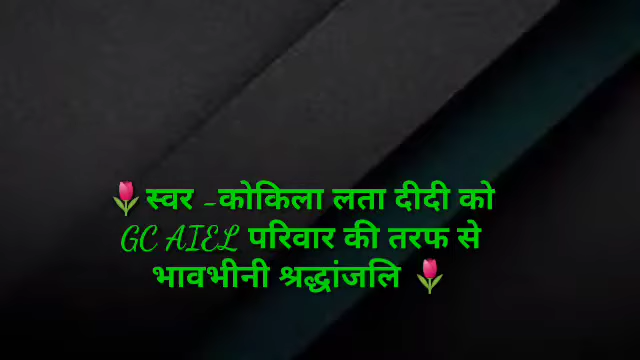 🌷स्वर -कोकिला लता दीदी को
GC AIEL परिवार की तरफ से
भावभीनी श्रद्धांजलि 🌷